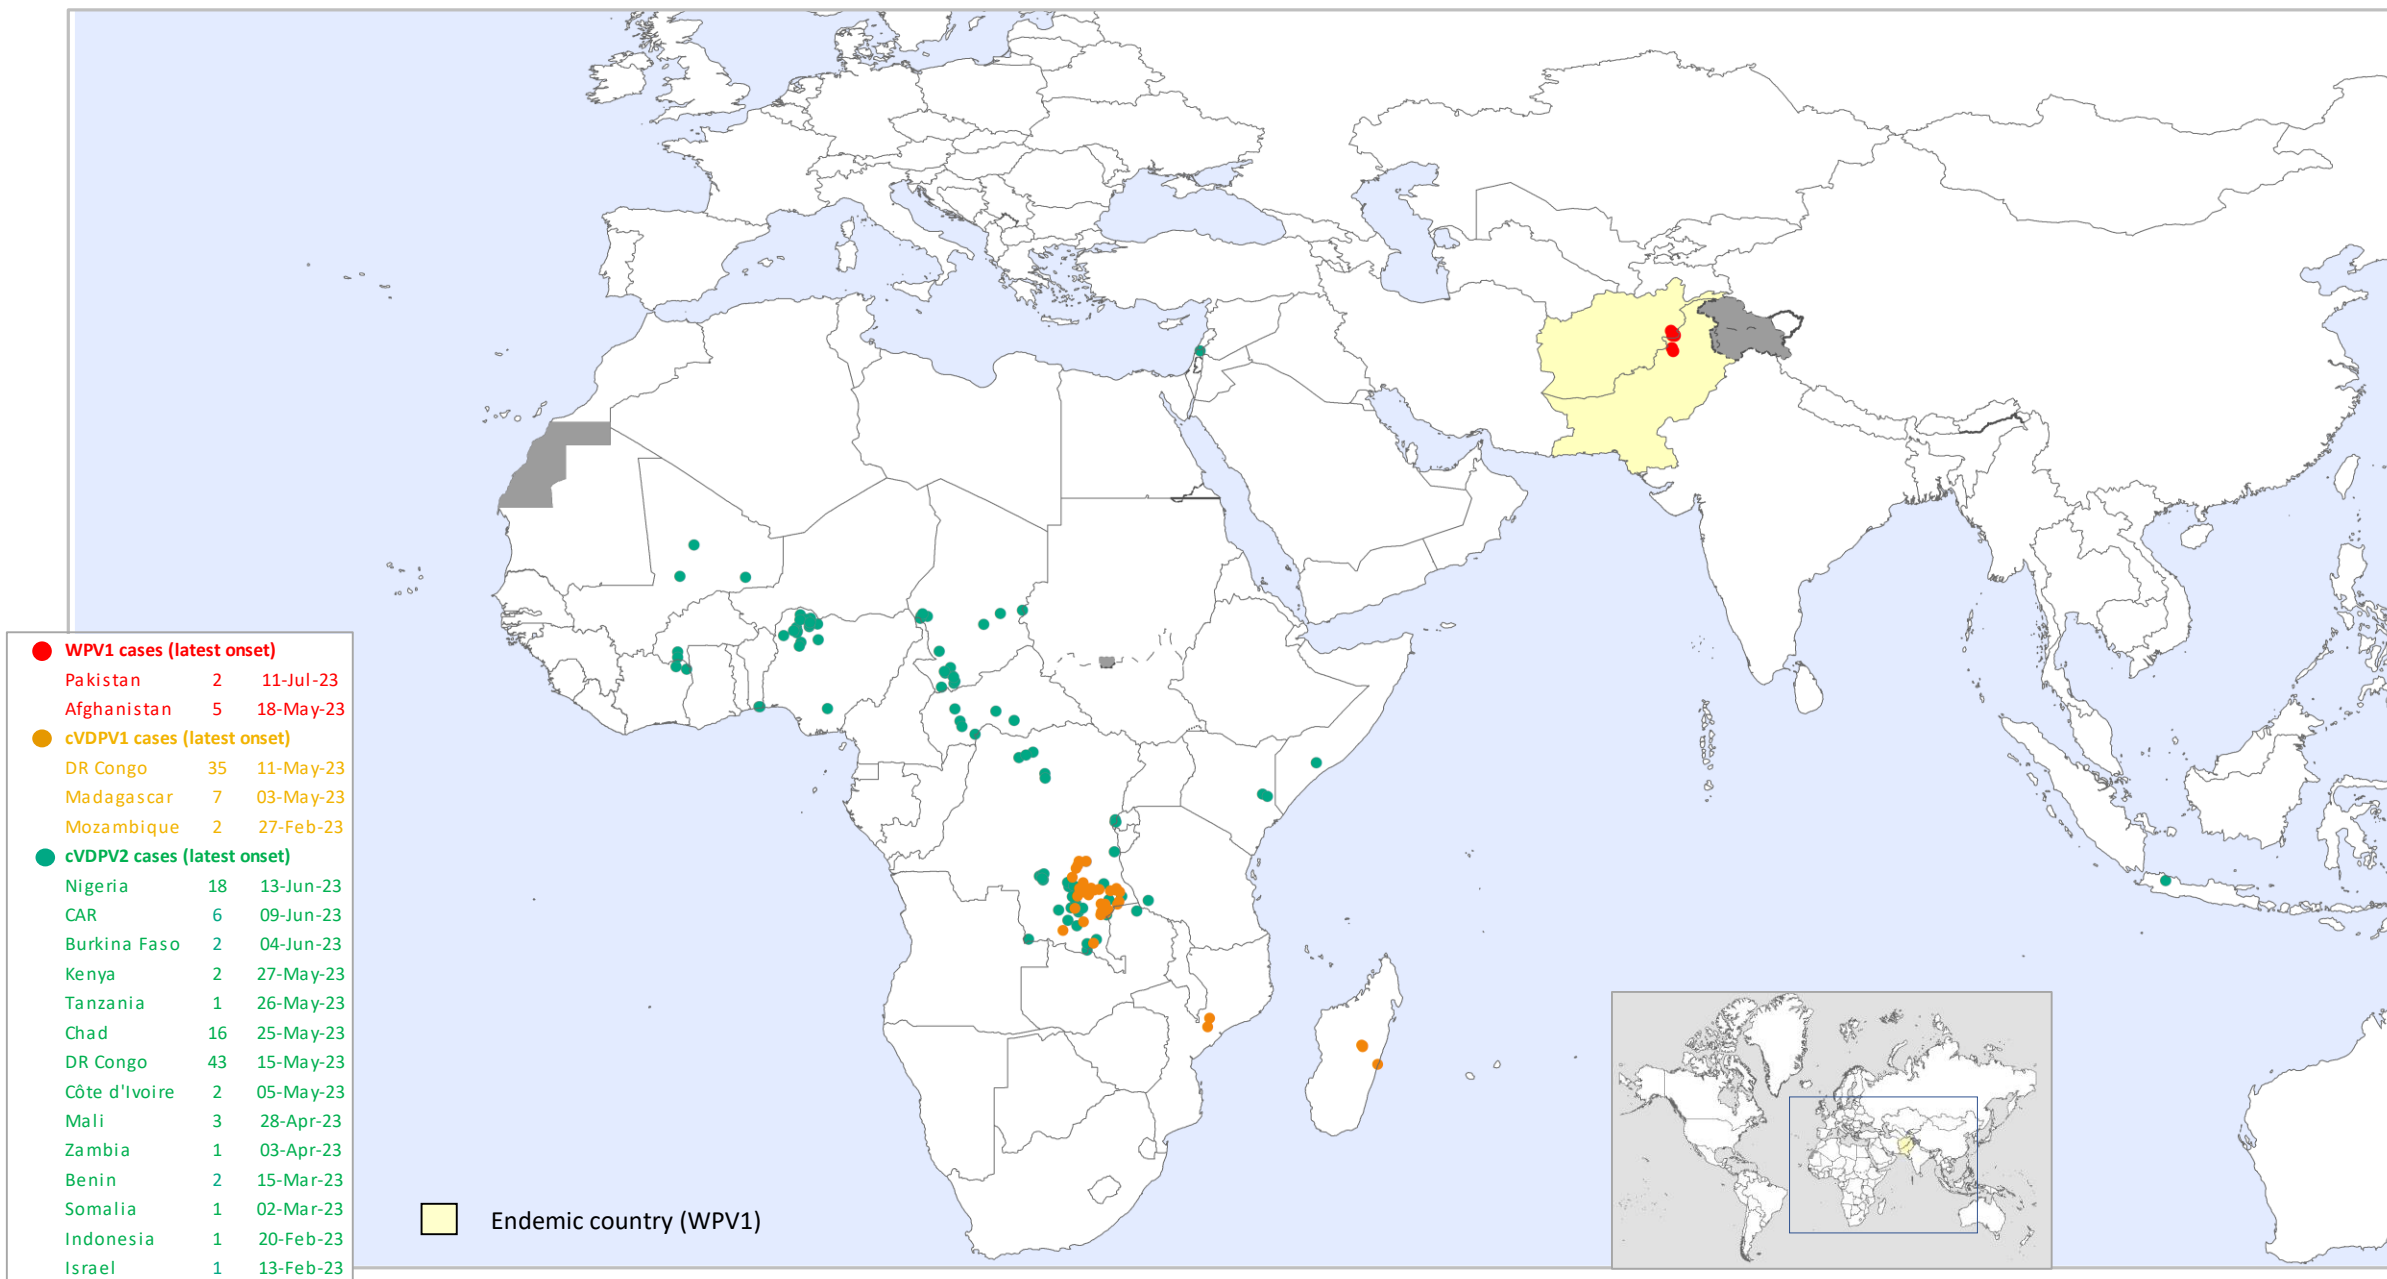 WPV1 cases (latest onset)
Pakistan 2 11-Jul-23
Afghanistan 5 18-May-23
cVDPV1 cases (latest onset)
DR Congo 35 11-May-23
Madagascar 7 03-May-23
Mozambique 2 27-Feb-23
cVDPV2 cases (latest onset)
Nigeria 18 13-Jun-23
CAR 6 09-Jun-23
Burkina Faso 2 04-Jun-23
Kenya 2 27-May-23
Tanzania 1 26-May-23
Chad 16 25-May-23
DR Congo 43 15-May-23
Côte d'Ivoire 2 05-May-23
Mali 3 28-Apr-23
Zambia 1 03-Apr-23
Benin 2 15-Mar-23
Somalia 1 02-Mar-23
Indonesia 1 20-Feb-23
Israel 1 13-Feb-23
Endemic country (WPV1)